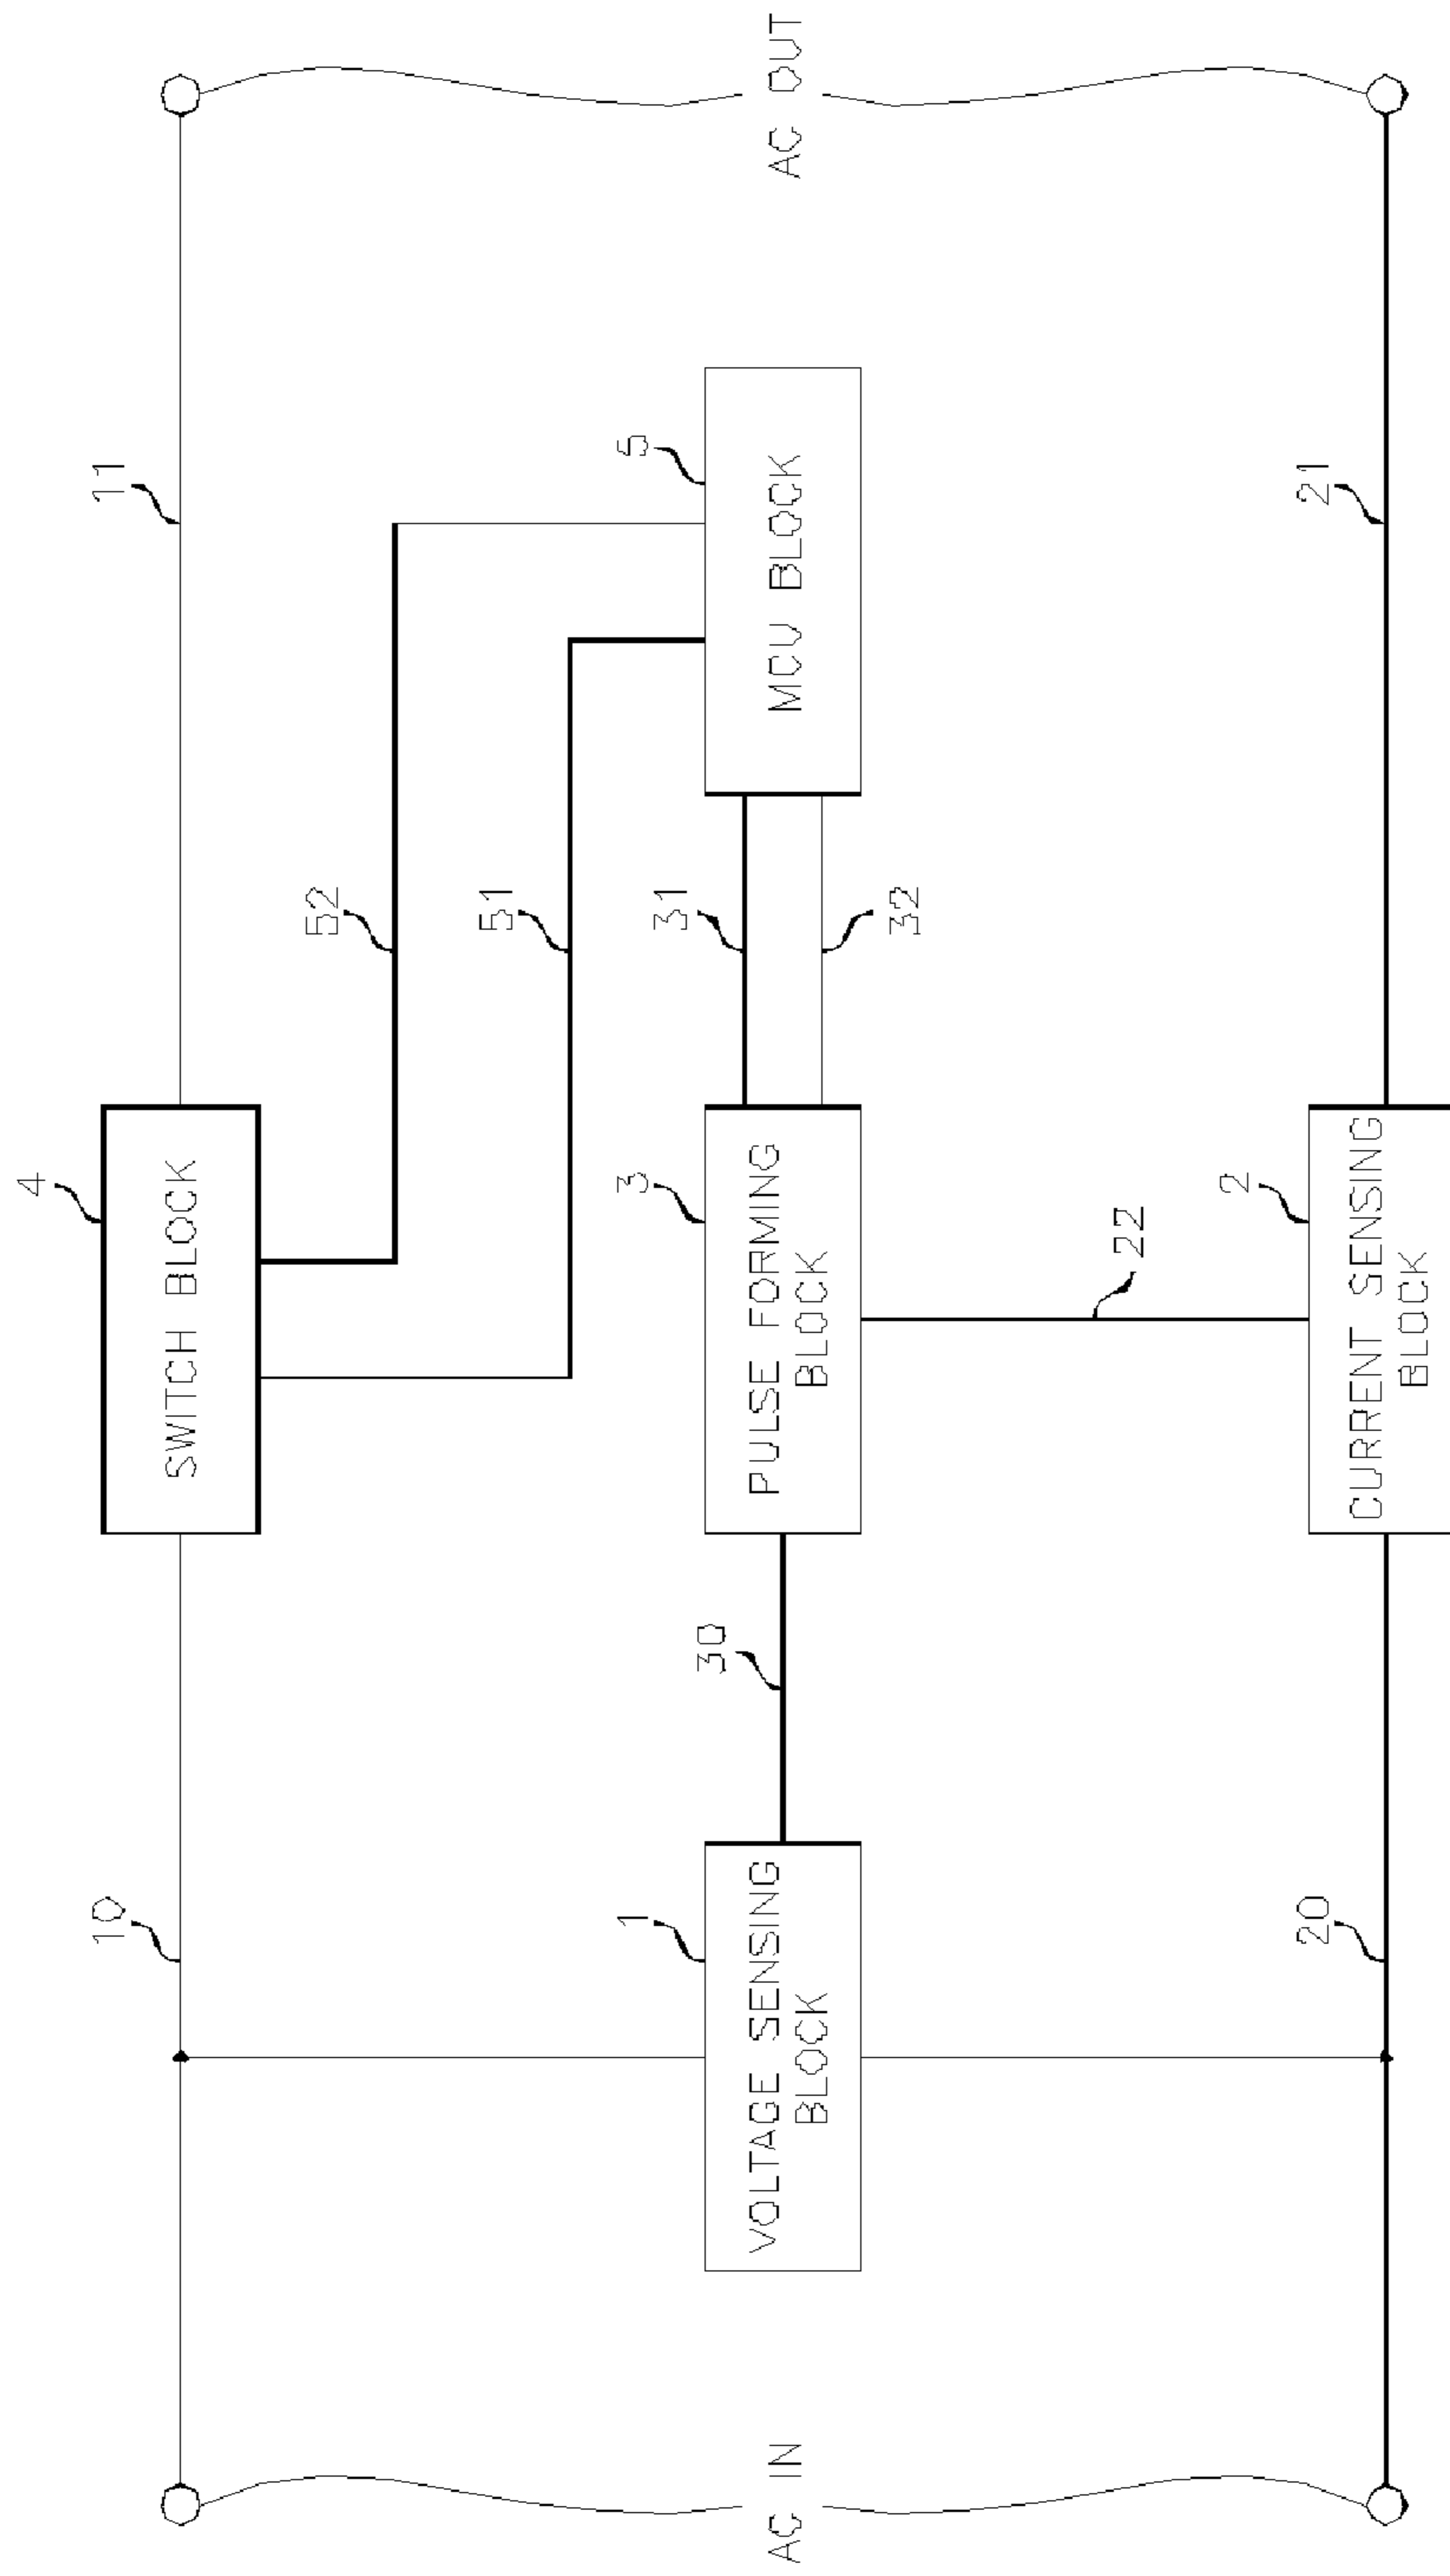 4
SWITCH BLOCK
10
11
52
51
AC IN
1
VOLTAGE SENSING
BLOCK
30
3
PULSE FORMING
BLOCK
31
32
5
MCU BLOCK
AC OUT
22
20
2
CURRENT SENSING
BLOCK
21